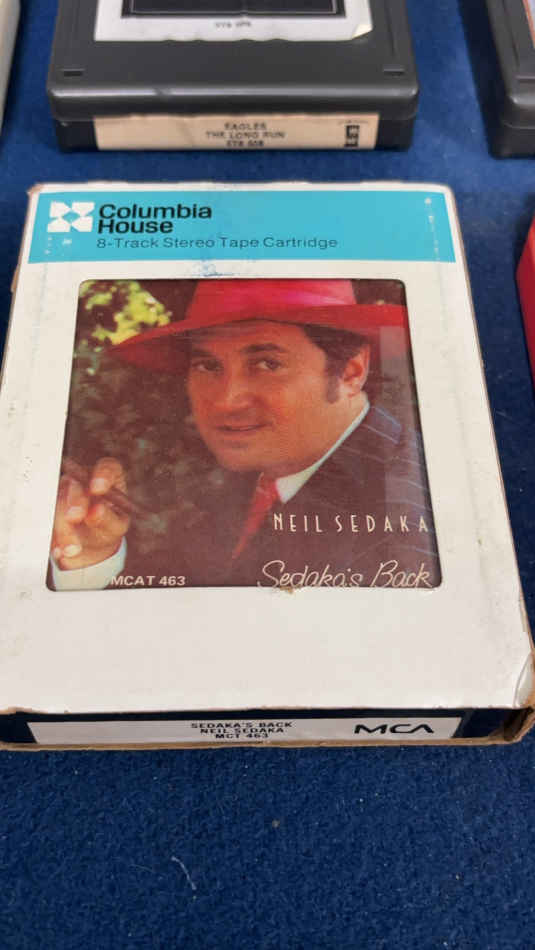 EAGLES
THE LONG RUN
Columbia
House
8-Track Stereo Tape Cartridge
NEIL SEDAKA
Sedaka's Back
MCAT 463
SEDAKA'S BACK
NEIL SEDAKA
MCT 463
MCA